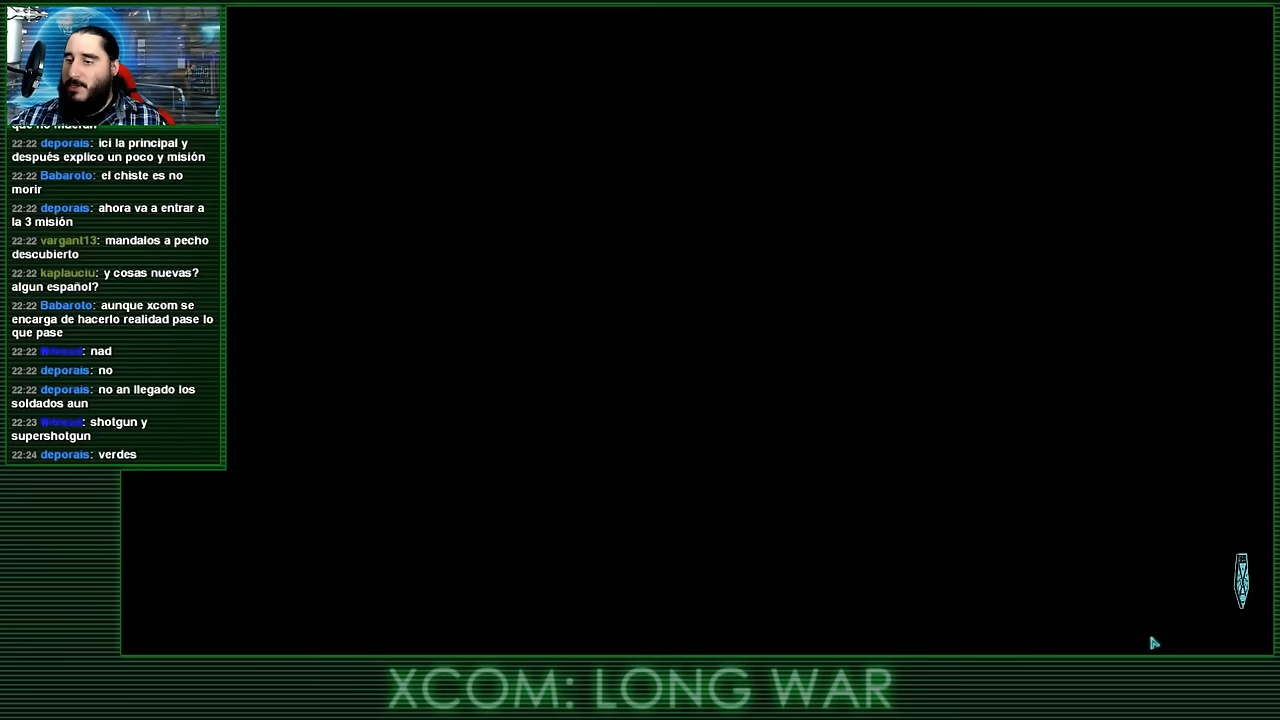 22:22 deporais: ici la principal y
después explico un poco y misión
22:22 Babaroto: el chiste es no
morir
22:22 deporais: ahora va a entrar a
la 3 misión
22:22 vargant13: mandalos a pecho
descubierto
22:22 kaplauciu: y cosas nuevas?
algun español?
22:22 Babaroto: aunque xcom se
encarga de hacerlo realidad pase lo
que pase
22:22 : nad
22:22 deporais: no
22:22 deporais: no an llegado los
soldados aun
22:23 : shotgun y
supershotgun
22:24 deporais: verdes
XCOM: LONG WAR